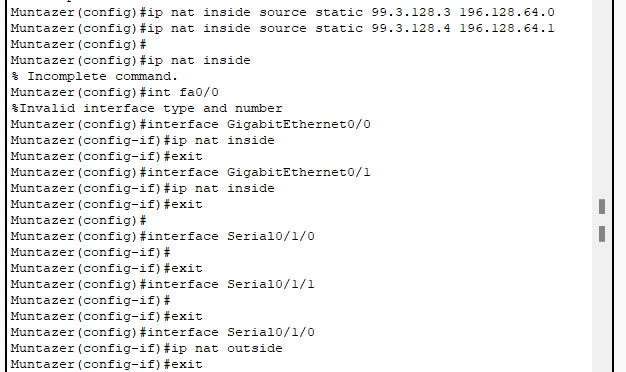 Muntazer(config)#ip nat inside source static 99.3.128.3 196.128.64.0
Muntazer(config)#ip nat inside source static 99.3.128.4 196.128.64.1
Muntazer(config)#
Muntazer(config)#ip nat inside
% Incomplete command.
Muntazer(config)#int fa0/0
%Invalid interface type and number
Muntazer(config)#interface GigabitEthernet0/0
Muntazer(config-if)#ip nat inside
Muntazer(config-if)#exit
Muntazer(config)#interface GigabitEthernet0/1
Muntazer(config-if)#ip nat inside
Muntazer(config-if)#exit
Muntazer(config)#
Muntazer(config)#interface Serial0/1/0
Muntazer(config-if)#
Muntazer(config-if)#exit
Muntazer(config)#interface Serial0/1/1
Muntazer(config-if)#
Muntazer(config-if)#exit
Muntazer(config)#interface Serial0/1/0
Muntazer(config-if)#ip nat outside
Muntazer(config-if)#exit